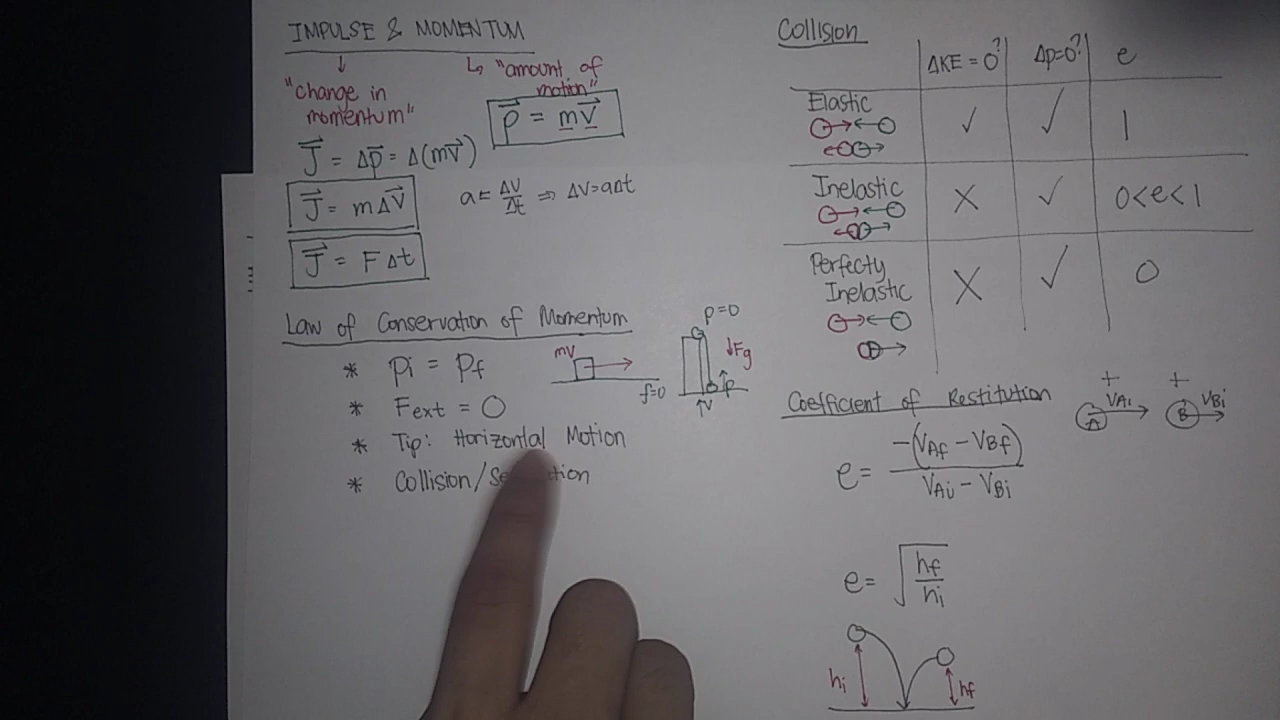 IMPULSE & MOMENTUM
"change in
momentum"
↳ "amount of
motion"
p⃗ = mv⃗
J⃗ = Δp⃗ = Δ(mv⃗)
J⃗ = mΔv⃗
a = Δv/Δt ⇒ Δv = aΔt
J⃗ = FΔt
Law of Conservation of Momentum
* pi = pf
* Fext = 0
* Tip: Horizontal Motion
* Collision/
mv
f=0
p=0
↓Fg
p
↑v
Collision
ΔKE = 0? Δp=0? e
Elastic ✓ ✓ 1
Inelastic X ✓ 0<e<1
Perfecty
Inelastic X ✓ 0
Coefficient of Restitution
e = -(VAf - VBf) / VAi - VBi
+ +
VAi VBi
A B
e = √hf/hi
hi hf